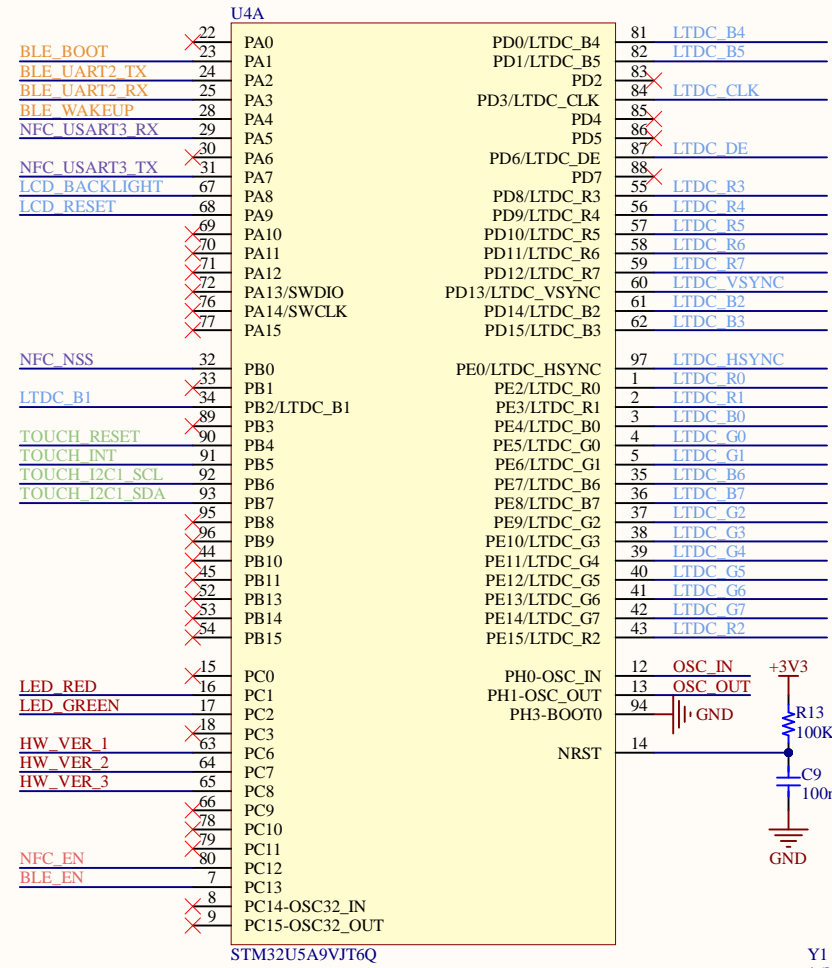 U4A
22 PA0
BLE_BOOT 23 PA1
BLE_UART2_TX 24 PA2
BLE_UART2_RX 25 PA3
BLE_WAKEUP 28 PA4
NFC_USART3_RX 29 PA5
30 PA6
NFC_USART3_TX 31 PA7
LCD_BACKLIGHT 67 PA8
LCD_RESET 68 PA9
69 PA10
70 PA11
71 PA12
72 PA13/SWDIO
76 PA14/SWCLK
77 PA15
NFC_NSS 32 PB0
33 PB1
LTDC_B1 34 PB2/LTDC_B1
89 PB3
TOUCH_RESET 90 PB4
TOUCH_INT 91 PB5
TOUCH_I2C1_SCL 92 PB6
TOUCH_I2C1_SDA 93 PB7
95 PB8
96 PB9
44 PB10
45 PB11
52 PB13
53 PB14
54 PB15
15 PC0
LED_RED 16 PC1
LED_GREEN 17 PC2
18 PC3
HW_VER_1 63 PC6
HW_VER_2 64 PC7
HW_VER_3 65 PC8
66 PC9
78 PC10
79 PC11
NFC_EN 80 PC12
BLE_EN 7 PC13
8 PC14-OSC32_IN
9 PC15-OSC32_OUT
PD0/LTDC_B4 81 LTDC_B4
PD1/LTDC_B5 82 LTDC_B5
PD2 83
PD3/LTDC_CLK 84 LTDC_CLK
PD4 85
PD5 86
PD6/LTDC_DE 87 LTDC_DE
PD7 88
PD8/LTDC_R3 55 LTDC_R3
PD9/LTDC_R4 56 LTDC_R4
PD10/LTDC_R5 57 LTDC_R5
PD11/LTDC_R6 58 LTDC_R6
PD12/LTDC_R7 59 LTDC_R7
PD13/LTDC_VSYNC 60 LTDC_VSYNC
PD14/LTDC_B2 61 LTDC_B2
PD15/LTDC_B3 62 LTDC_B3
PE0/LTDC_HSYNC 97 LTDC_HSYNC
PE2/LTDC_R0 1 LTDC_R0
PE3/LTDC_R1 2 LTDC_R1
PE4/LTDC_B0 3 LTDC_B0
PE5/LTDC_G0 4 LTDC_G0
PE6/LTDC_G1 5 LTDC_G1
PE7/LTDC_B6 35 LTDC_B6
PE8/LTDC_B7 36 LTDC_B7
PE9/LTDC_G2 37 LTDC_G2
PE10/LTDC_G3 38 LTDC_G3
PE11/LTDC_G4 39 LTDC_G4
PE12/LTDC_G5 40 LTDC_G5
PE13/LTDC_G6 41 LTDC_G6
PE14/LTDC_G7 42 LTDC_G7
PE15/LTDC_R2 43 LTDC_R2
PH0-OSC_IN 12 OSC_IN
PH1-OSC_OUT 13 OSC_OUT
PH3-BOOT0 94 GND
NRST 14
+3V3
R13
100K
C9
GND
STM32U5A9VJT6Q
Y1